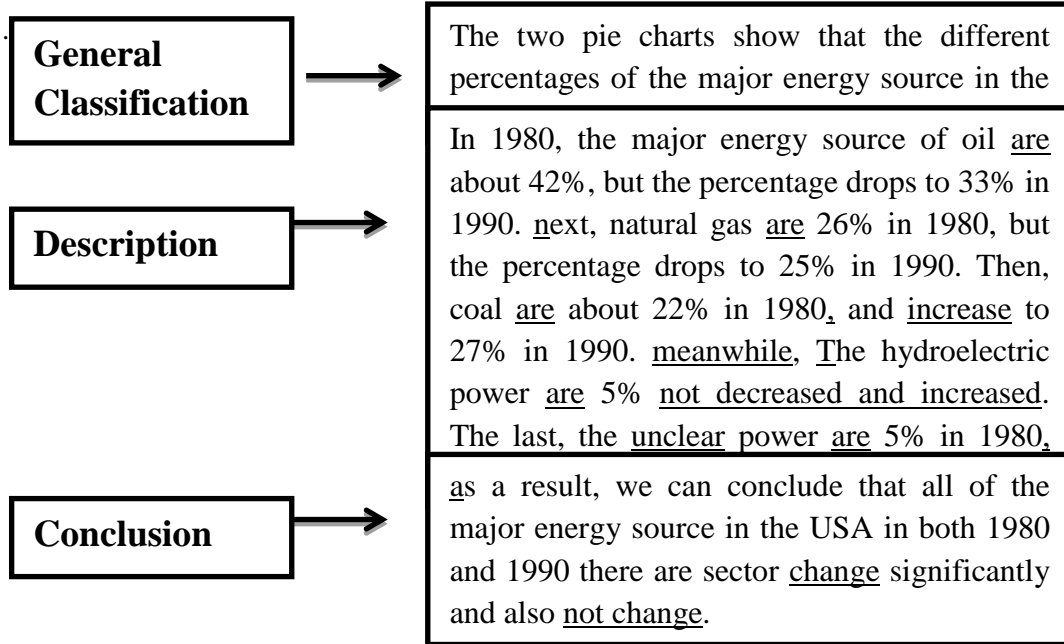 General
Classification
The two pie charts show that the different
percentages of the major energy source in the
Description
In 1980, the major energy source of oil are
about 42%, but the percentage drops to 33% in
1990. next, natural gas are 26% in 1980, but
the percentage drops to 25% in 1990. Then,
coal are about 22% in 1980, and increase to
27% in 1990. meanwhile, The hydroelectric
power are 5% not decreased and increased.
The last, the unclear power are 5% in 1980,
Conclusion
as a result, we can conclude that all of the
major energy source in the USA in both 1980
and 1990 there are sector change significantly
and also not change.